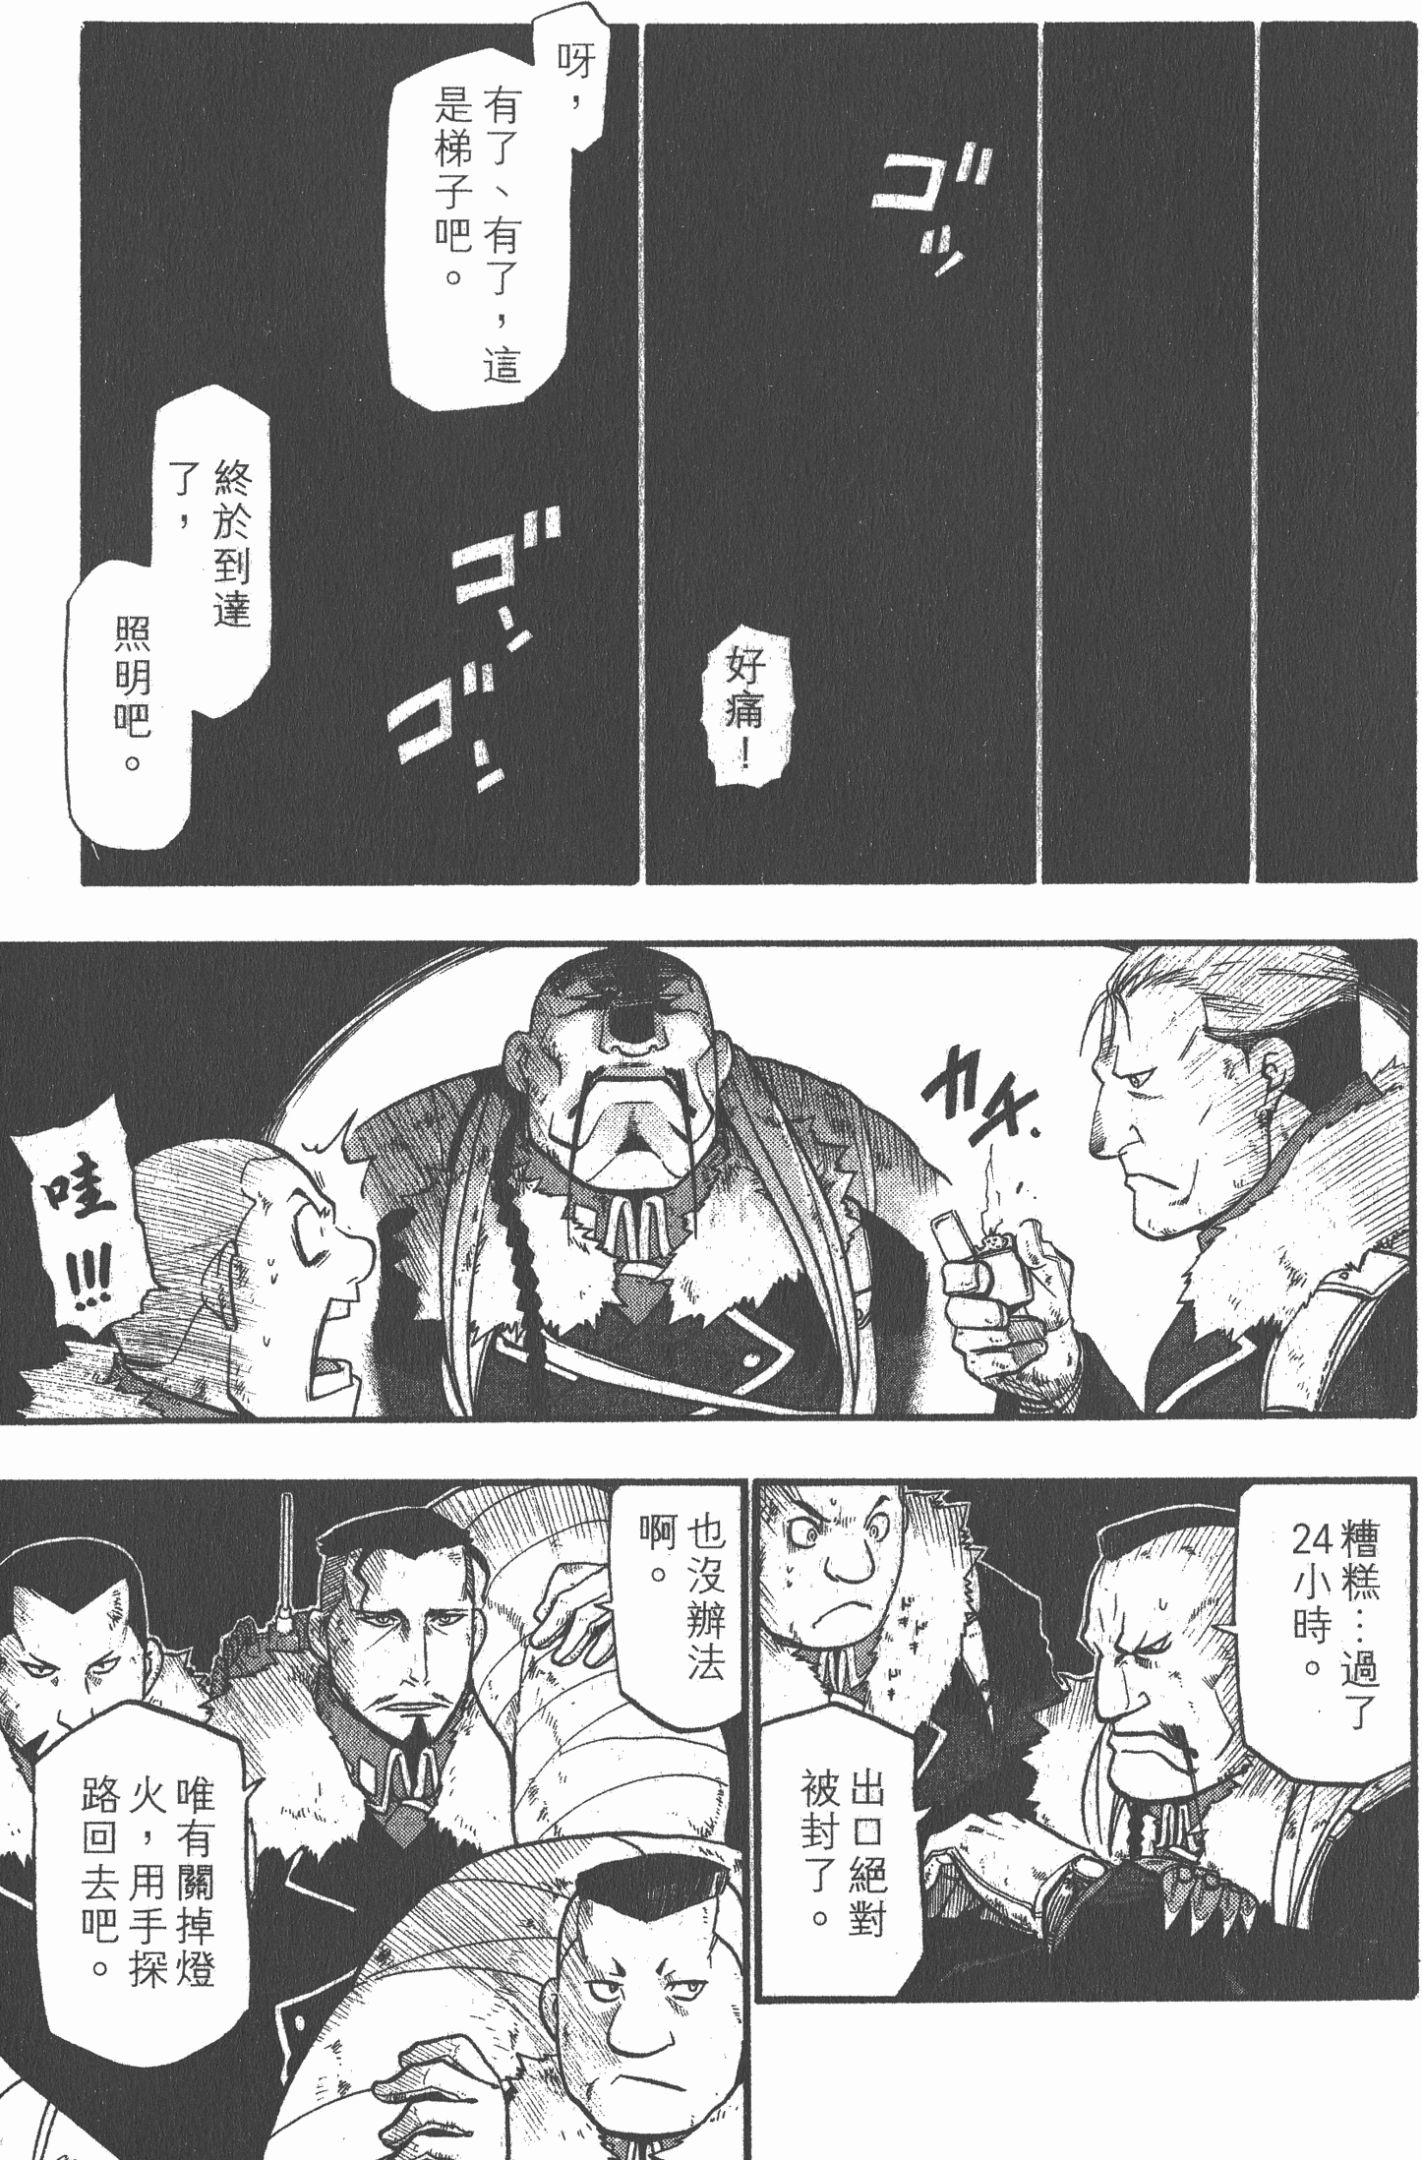 ゴッ
好痛！
呀，
有了、有了，這
是梯子吧。
ゴン
ゴン
終於到達
了，
照明吧。
カチ
哇!!!
糟糕…過了
24小時。
出口絕對
被封了。
也沒辦法
啊。
唯有關掉燈
火，用手探
路回去吧。